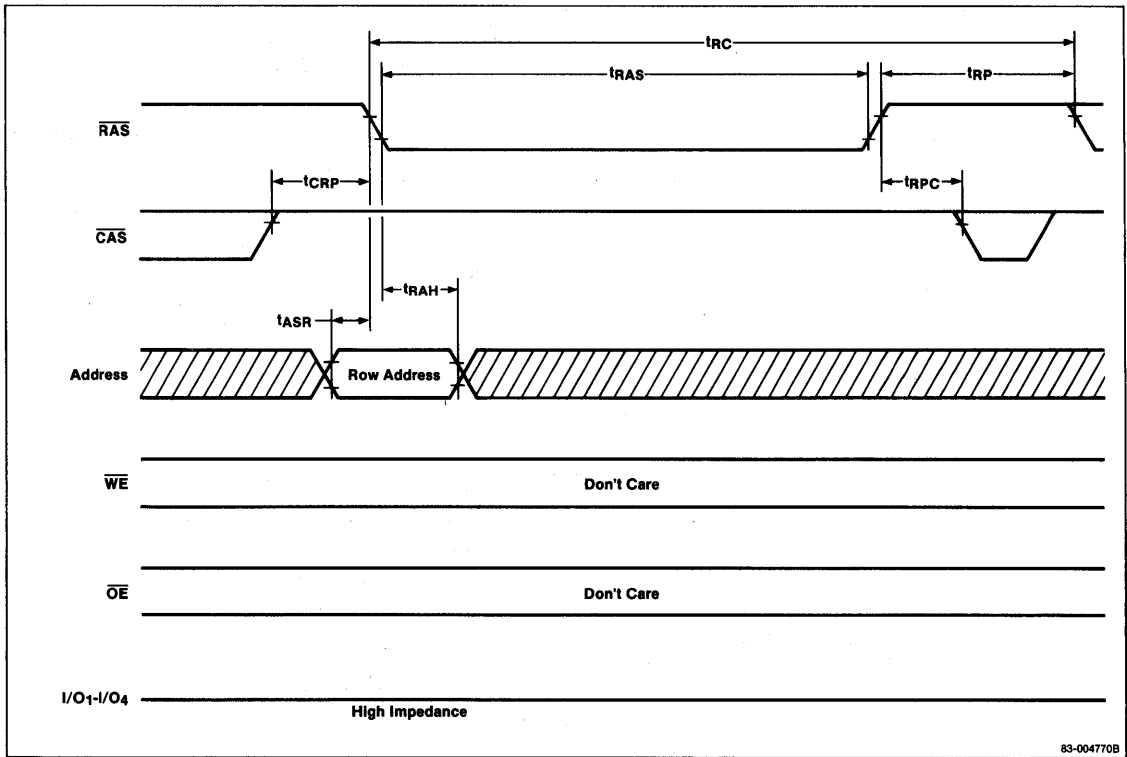 tRC
tRAS
tRP
RAS
tCRP
tRPC
CAS
tRAH
tASR
Address
Row Address
WE
Don't Care
OE
Don't Care
I/O1-I/O4
High Impedance
83-004770B